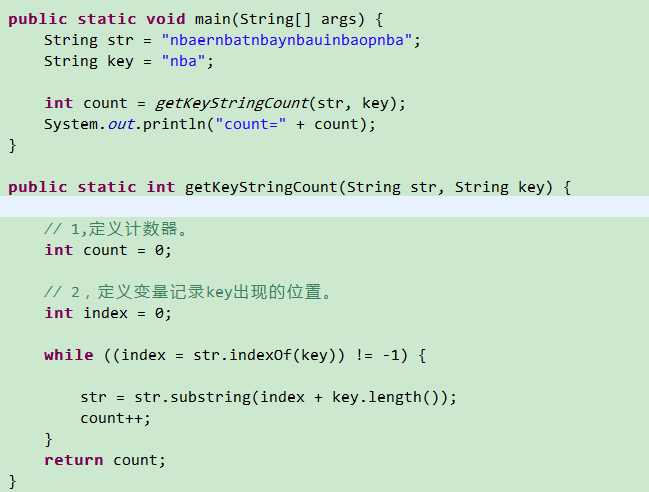 public static void main(String[] args) {
String str = "nbaernbatnbaynbauinbaopnba";
String key = "nba";
int count = getKeyStringCount(str, key);
System.out.println("count=" + count);
}
public static int getKeyStringCount(String str, String key) {
// 1,定义计数器。
int count = 0;
// 2，定义变量记录key出现的位置。
int index = 0;
while ((index = str.indexOf(key)) != -1) {
str = str.substring(index + key.length());
count++;
}
return count;
}